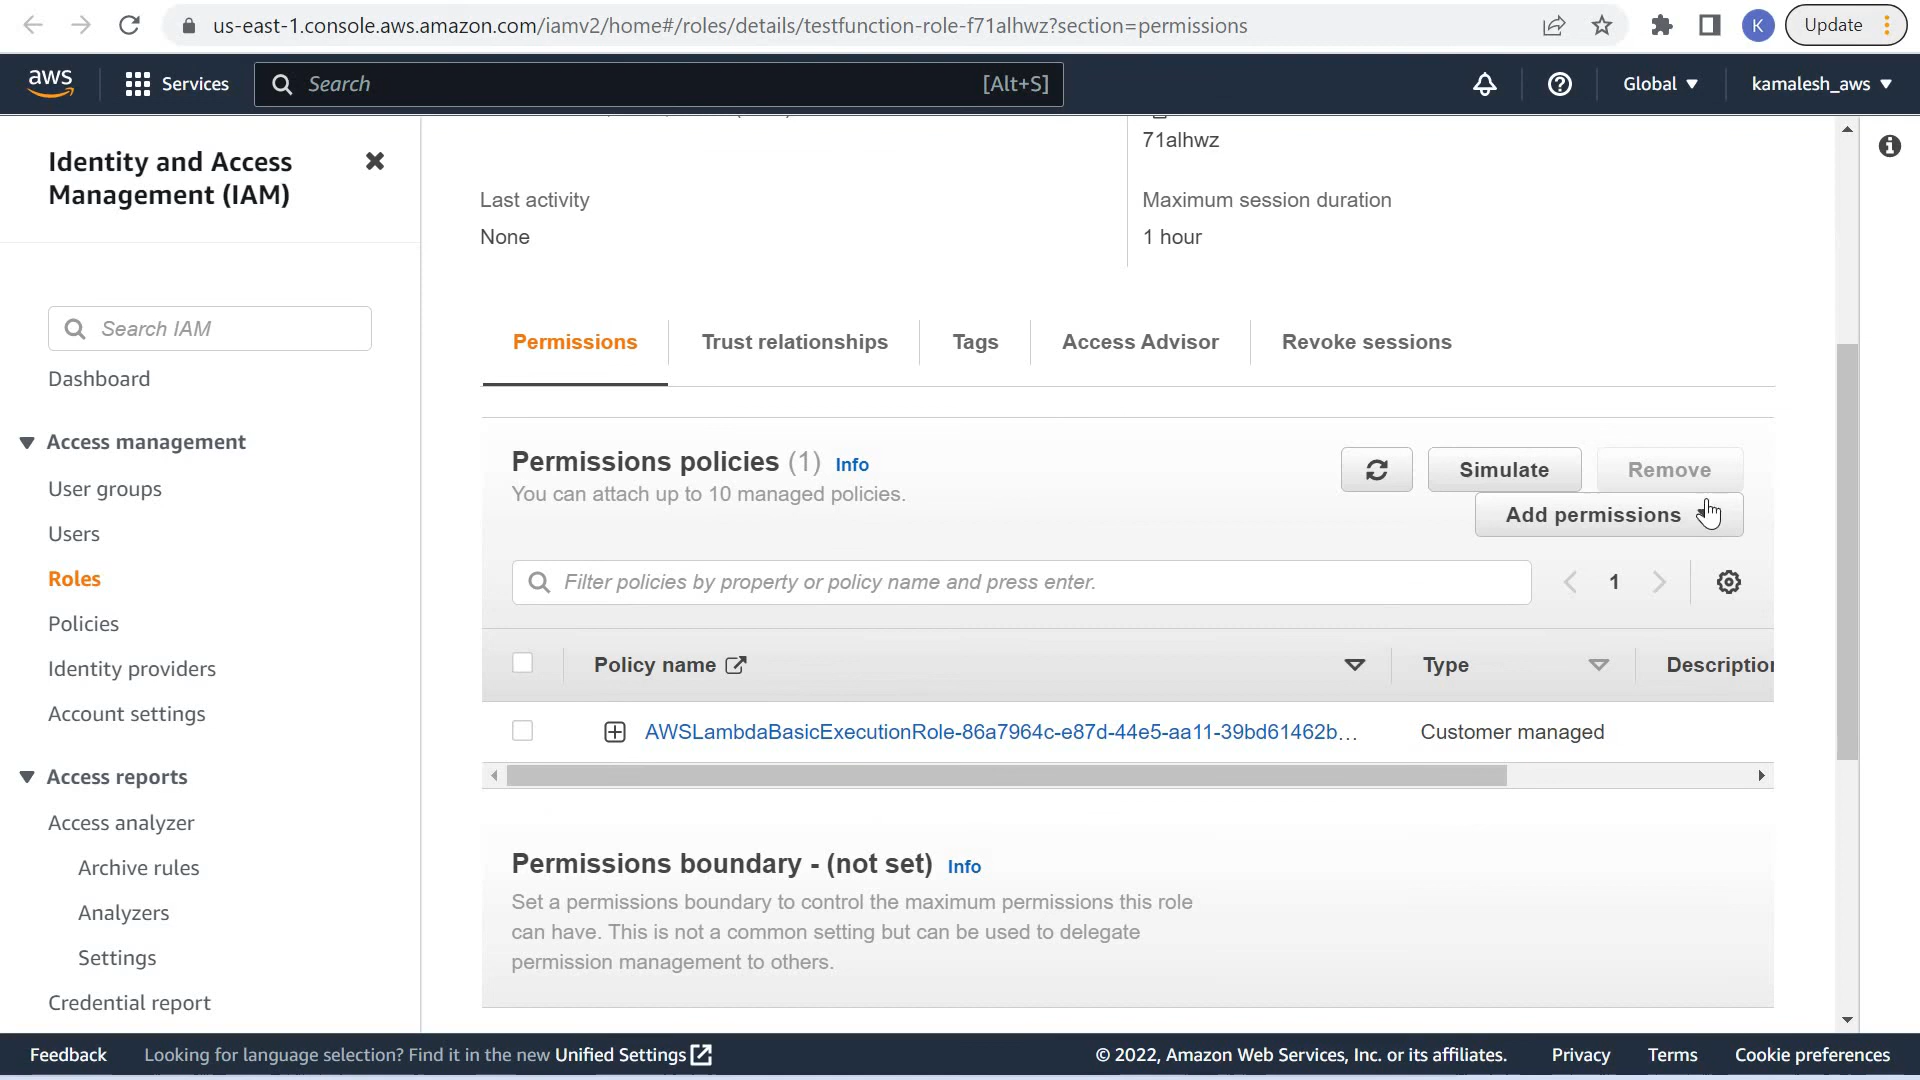 us-east-1.console.aws.amazon.com/iamv2/home#/roles/details/testfunction-role-f71alhwz?section=permissions
K
Update
aws
Services
Search
[Alt+S]
Global
kamalesh_aws
Identity and Access
Management (IAM)
Search IAM
Dashboard
Access management
User groups
Users
Roles
Policies
Identity providers
Account settings
Access reports
Access analyzer
Archive rules
Analyzers
Settings
Credential report
71alhwz
Last activity
None
Maximum session duration
1 hour
Permissions
Trust relationships
Tags
Access Advisor
Revoke sessions
Permissions policies (1) Info
You can attach up to 10 managed policies.
Simulate
Remove
Add permissions
Filter policies by property or policy name and press enter.
1
Policy name
Type
Descriptio
AWSLambdaBasicExecutionRole-86a7964c-e87d-44e5-aa11-39bd61462b...
Customer managed
Permissions boundary - (not set) Info
Set a permissions boundary to control the maximum permissions this role
can have. This is not a common setting but can be used to delegate
permission management to others.
Feedback
Looking for language selection? Find it in the new Unified Settings
© 2022, Amazon Web Services, Inc. or its affiliates.
Privacy
Terms
Cookie preferences